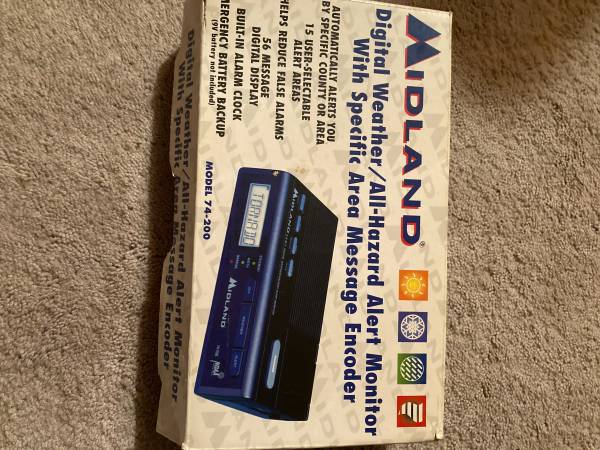 MIDLAND®
Digital Weather/All-Hazard Alert Monitor
With Specific Area Message Encoder
AUTOMATICALLY ALERTS YOU
BY SPECIFIC COUNTY OR AREA
15 USER-SELECTABLE
ALERT AREAS
HELPS REDUCE FALSE ALARMS
56 MESSAGE
DIGITAL DISPLAY
BUILT-IN ALARM CLOCK
EMERGENCY BATTERY BACKUP
(9V battery not included)
MODEL 74-200
MIDLAND
TORNADO
MIDLAND
Digital Weather/All-Hazard Alert Monitor
With Specific Area Message Encoder